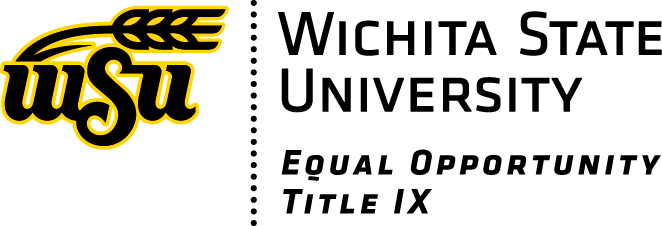 WSU
WICHITA STATE
UNIVERSITY
EQUAL OPPORTUNITY
TITLE IX